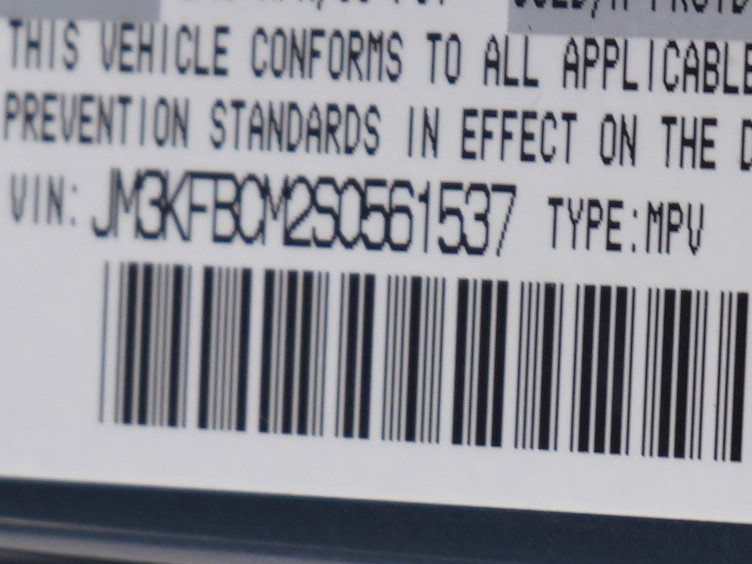 THIS VEHICLE CONFORMS TO ALL APPLICABLE
PREVENTION STANDARDS IN EFFECT ON THE D
VIN: JM3KFBCM2S0561537 TYPE:MPV